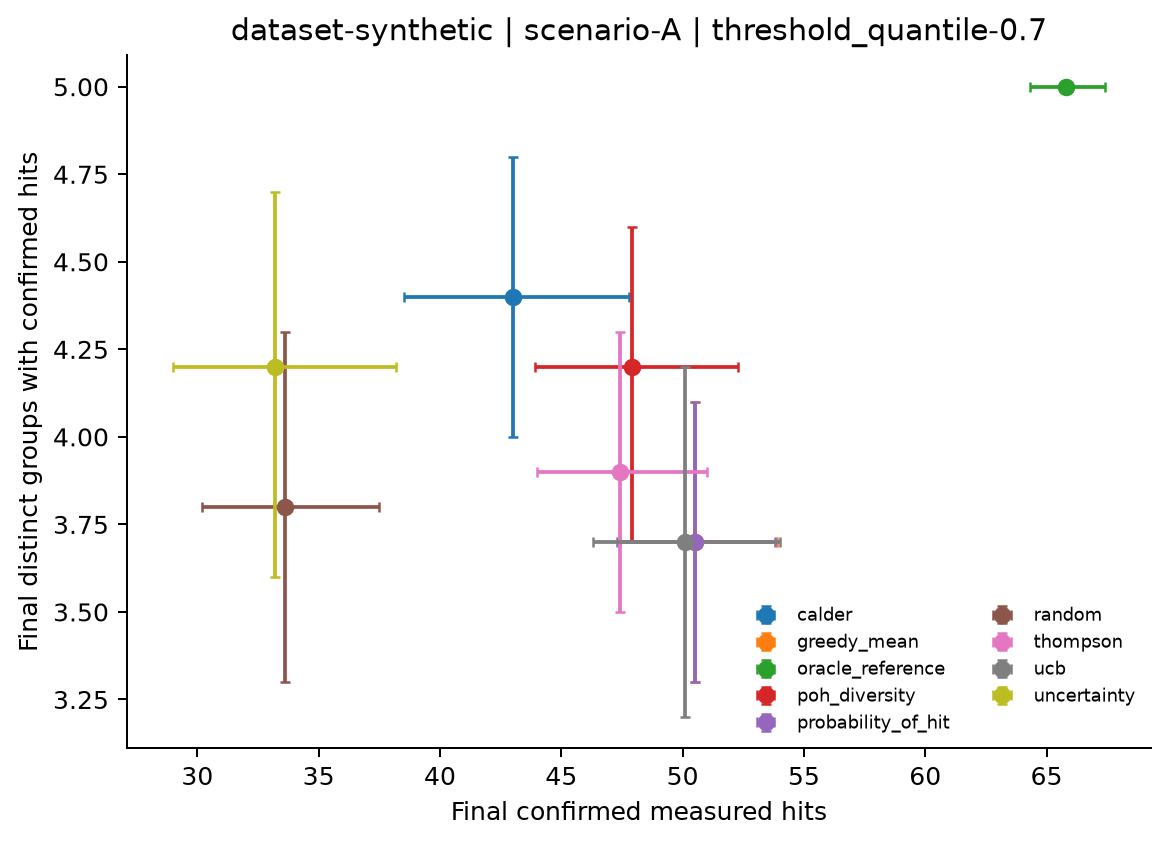 dataset-synthetic | scenario-A | threshold_quantile-0.7
Final distinct groups with confirmed hits
5.00
4.75
4.50
4.25
4.00
3.75
3.50
3.25
calder
greedy_mean
oracle_reference
poh_diversity
probability_of_hit
random
thompson
ucb
uncertainty
30 35 40 45 50 55 60 65
Final confirmed measured hits